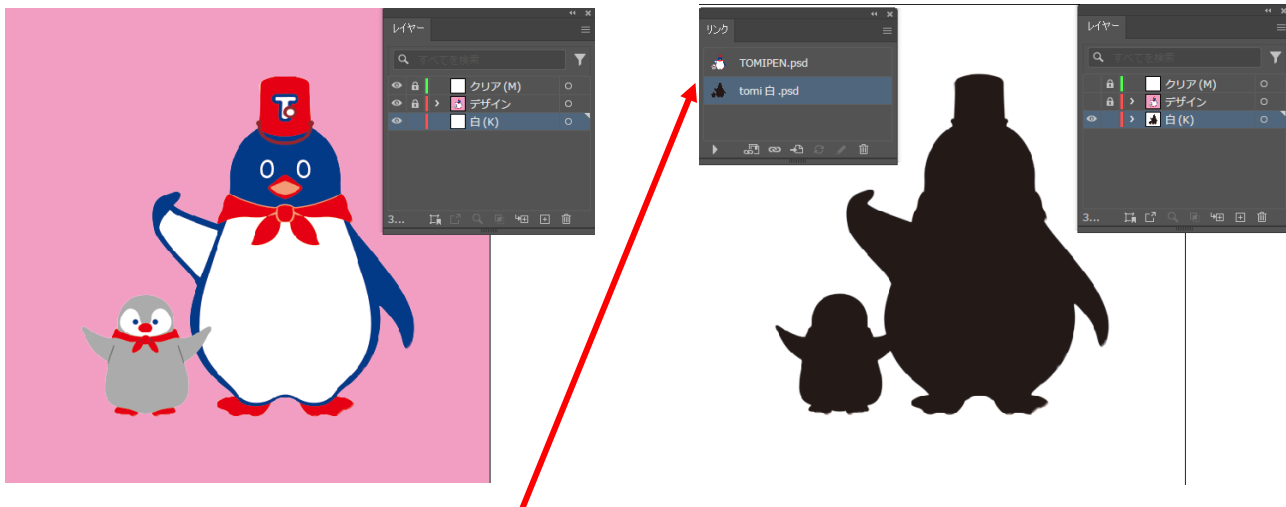 レイヤー
すべてを検索
クリア(M)
デザイン
白(K)
3...
T
リンク
TOMIPEN.psd
tomi 白 .psd
レイヤー
すべてを検索
クリア(M)
デザイン
白(K)
3...